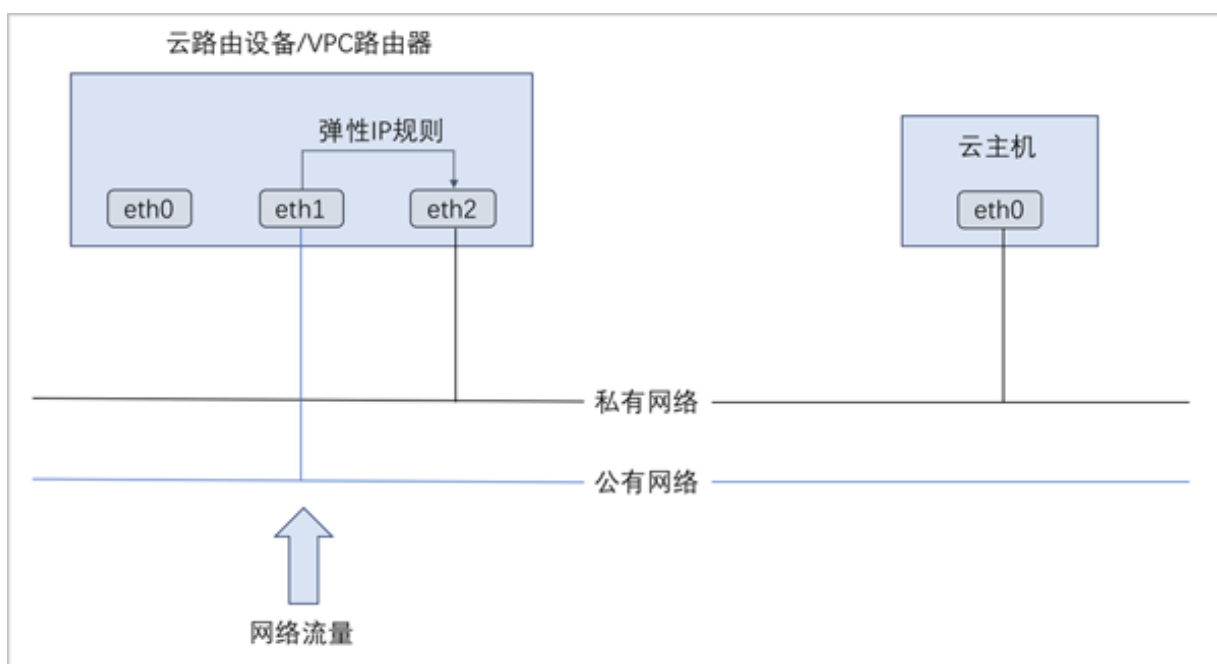 云路由设备/VPC路由器
弹性IP规则
云主机
eth0
eth1
eth2
eth0
私有网络
公有网络
网络流量